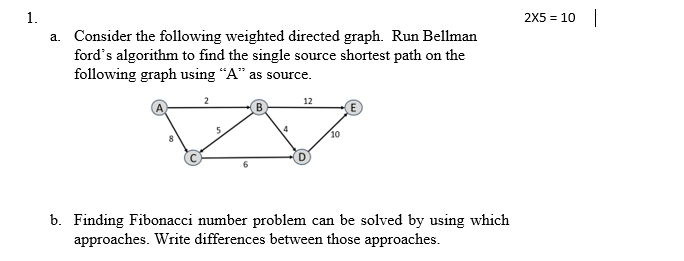 1.
2X5 = 10
a. Consider the following weighted directed graph. Run Bellman
ford's algorithm to find the single source shortest path on the
following graph using "A" as source.
A 2 B 12 E
8 5 4 10
C 6 D
b. Finding Fibonacci number problem can be solved by using which
approaches. Write differences between those approaches.